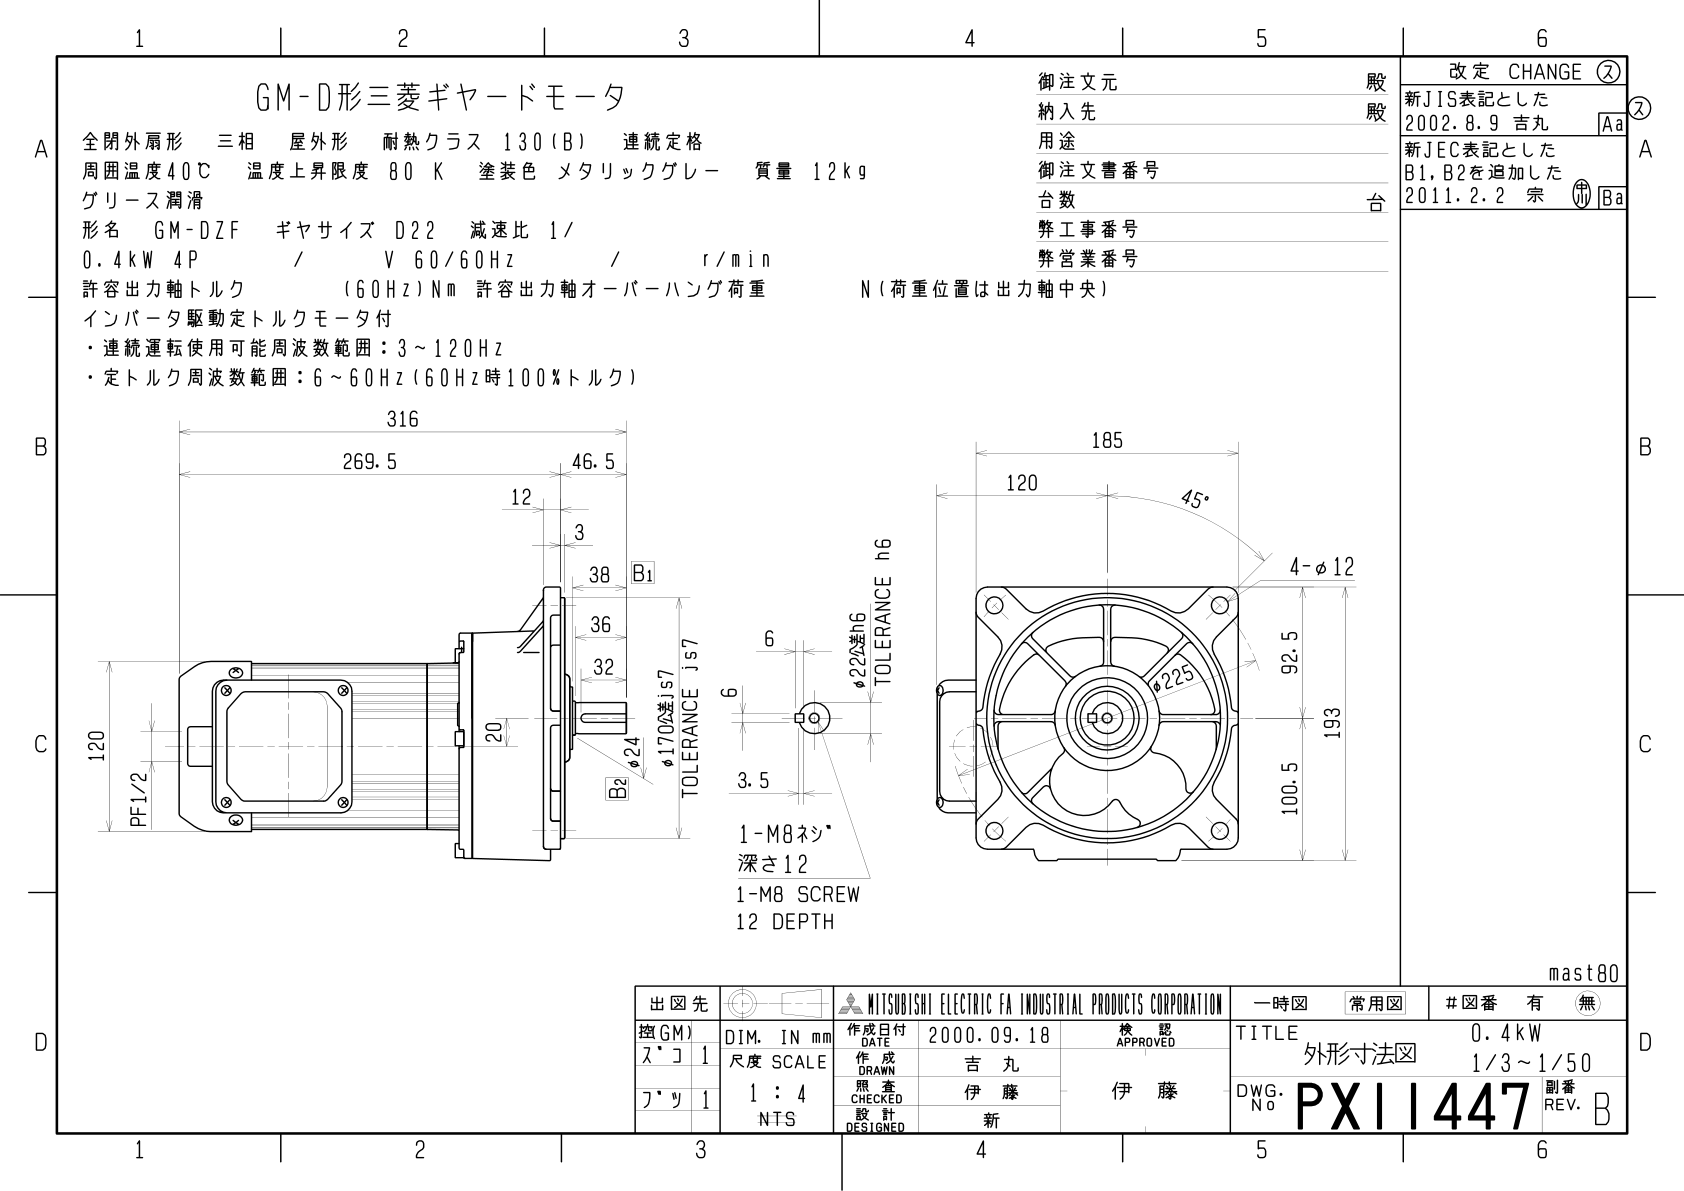 1 2 3 4 5 6
A
B
C
D
GM-D形三菱ギヤードモータ
全閉外扇形 三相 屋外形 耐熱クラス 130(B) 連続定格
周囲温度40℃ 温度上昇限度 80 K 塗装色 メタリックグレー 質量 12kg
グリース潤滑
形名 GM-DZF ギヤサイズ D22 減速比 1/
0.4kW 4P / V 60/60Hz / r/min
許容出力軸トルク (60Hz)Nm 許容出力軸オーバーハング荷重 N(荷重位置は出力軸中央)
インバータ駆動定トルクモータ付
・連続運転使用可能周波数範囲:3~120Hz
・定トルク周波数範囲:6~60Hz(60Hz時100%トルク)
御注文元 殿
納入先 殿
用途
御注文書番号
台数 台
弊工事番号
弊営業番号
改定 CHANGE ス
新JIS表記とした
2002.8.9 吉丸 Aa
ス
新JEC表記とした
B1,B2を追加した
2011.2.2 宗 Ba
A
B
C
D
316
269.5 46.5
12
3
38 B1
36
32
120
PF1/2
20
φ24
B2
φ170公差js7
TOLERANCE js7
6
6
3.5
φ22公差h6
TOLERANCE h6
1-M8ネジ
深さ12
1-M8 SCREW
12 DEPTH
185
120
45°
4-φ12
φ225
92.5
193
100.5
mast80
出図先
控(GM)
ズコ 1
ブツ 1
DIM. IN mm
尺度 SCALE
1:4
NTS
MITSUBISHI ELECTRIC FA INDUSTRIAL PRODUCTS CORPORATION
作成日付 DATE 2000.09.18
作成 DRAWN 吉丸
照査 CHECKED 伊藤
設計 DESIGNED 新
検認 APPROVED
伊藤
一時図 常用図 #図番 有 無
TITLE
外形寸法図
0.4kW
1/3~1/50
DWG. No PX11447
副番 REV. B
1 2 3 4 5 6